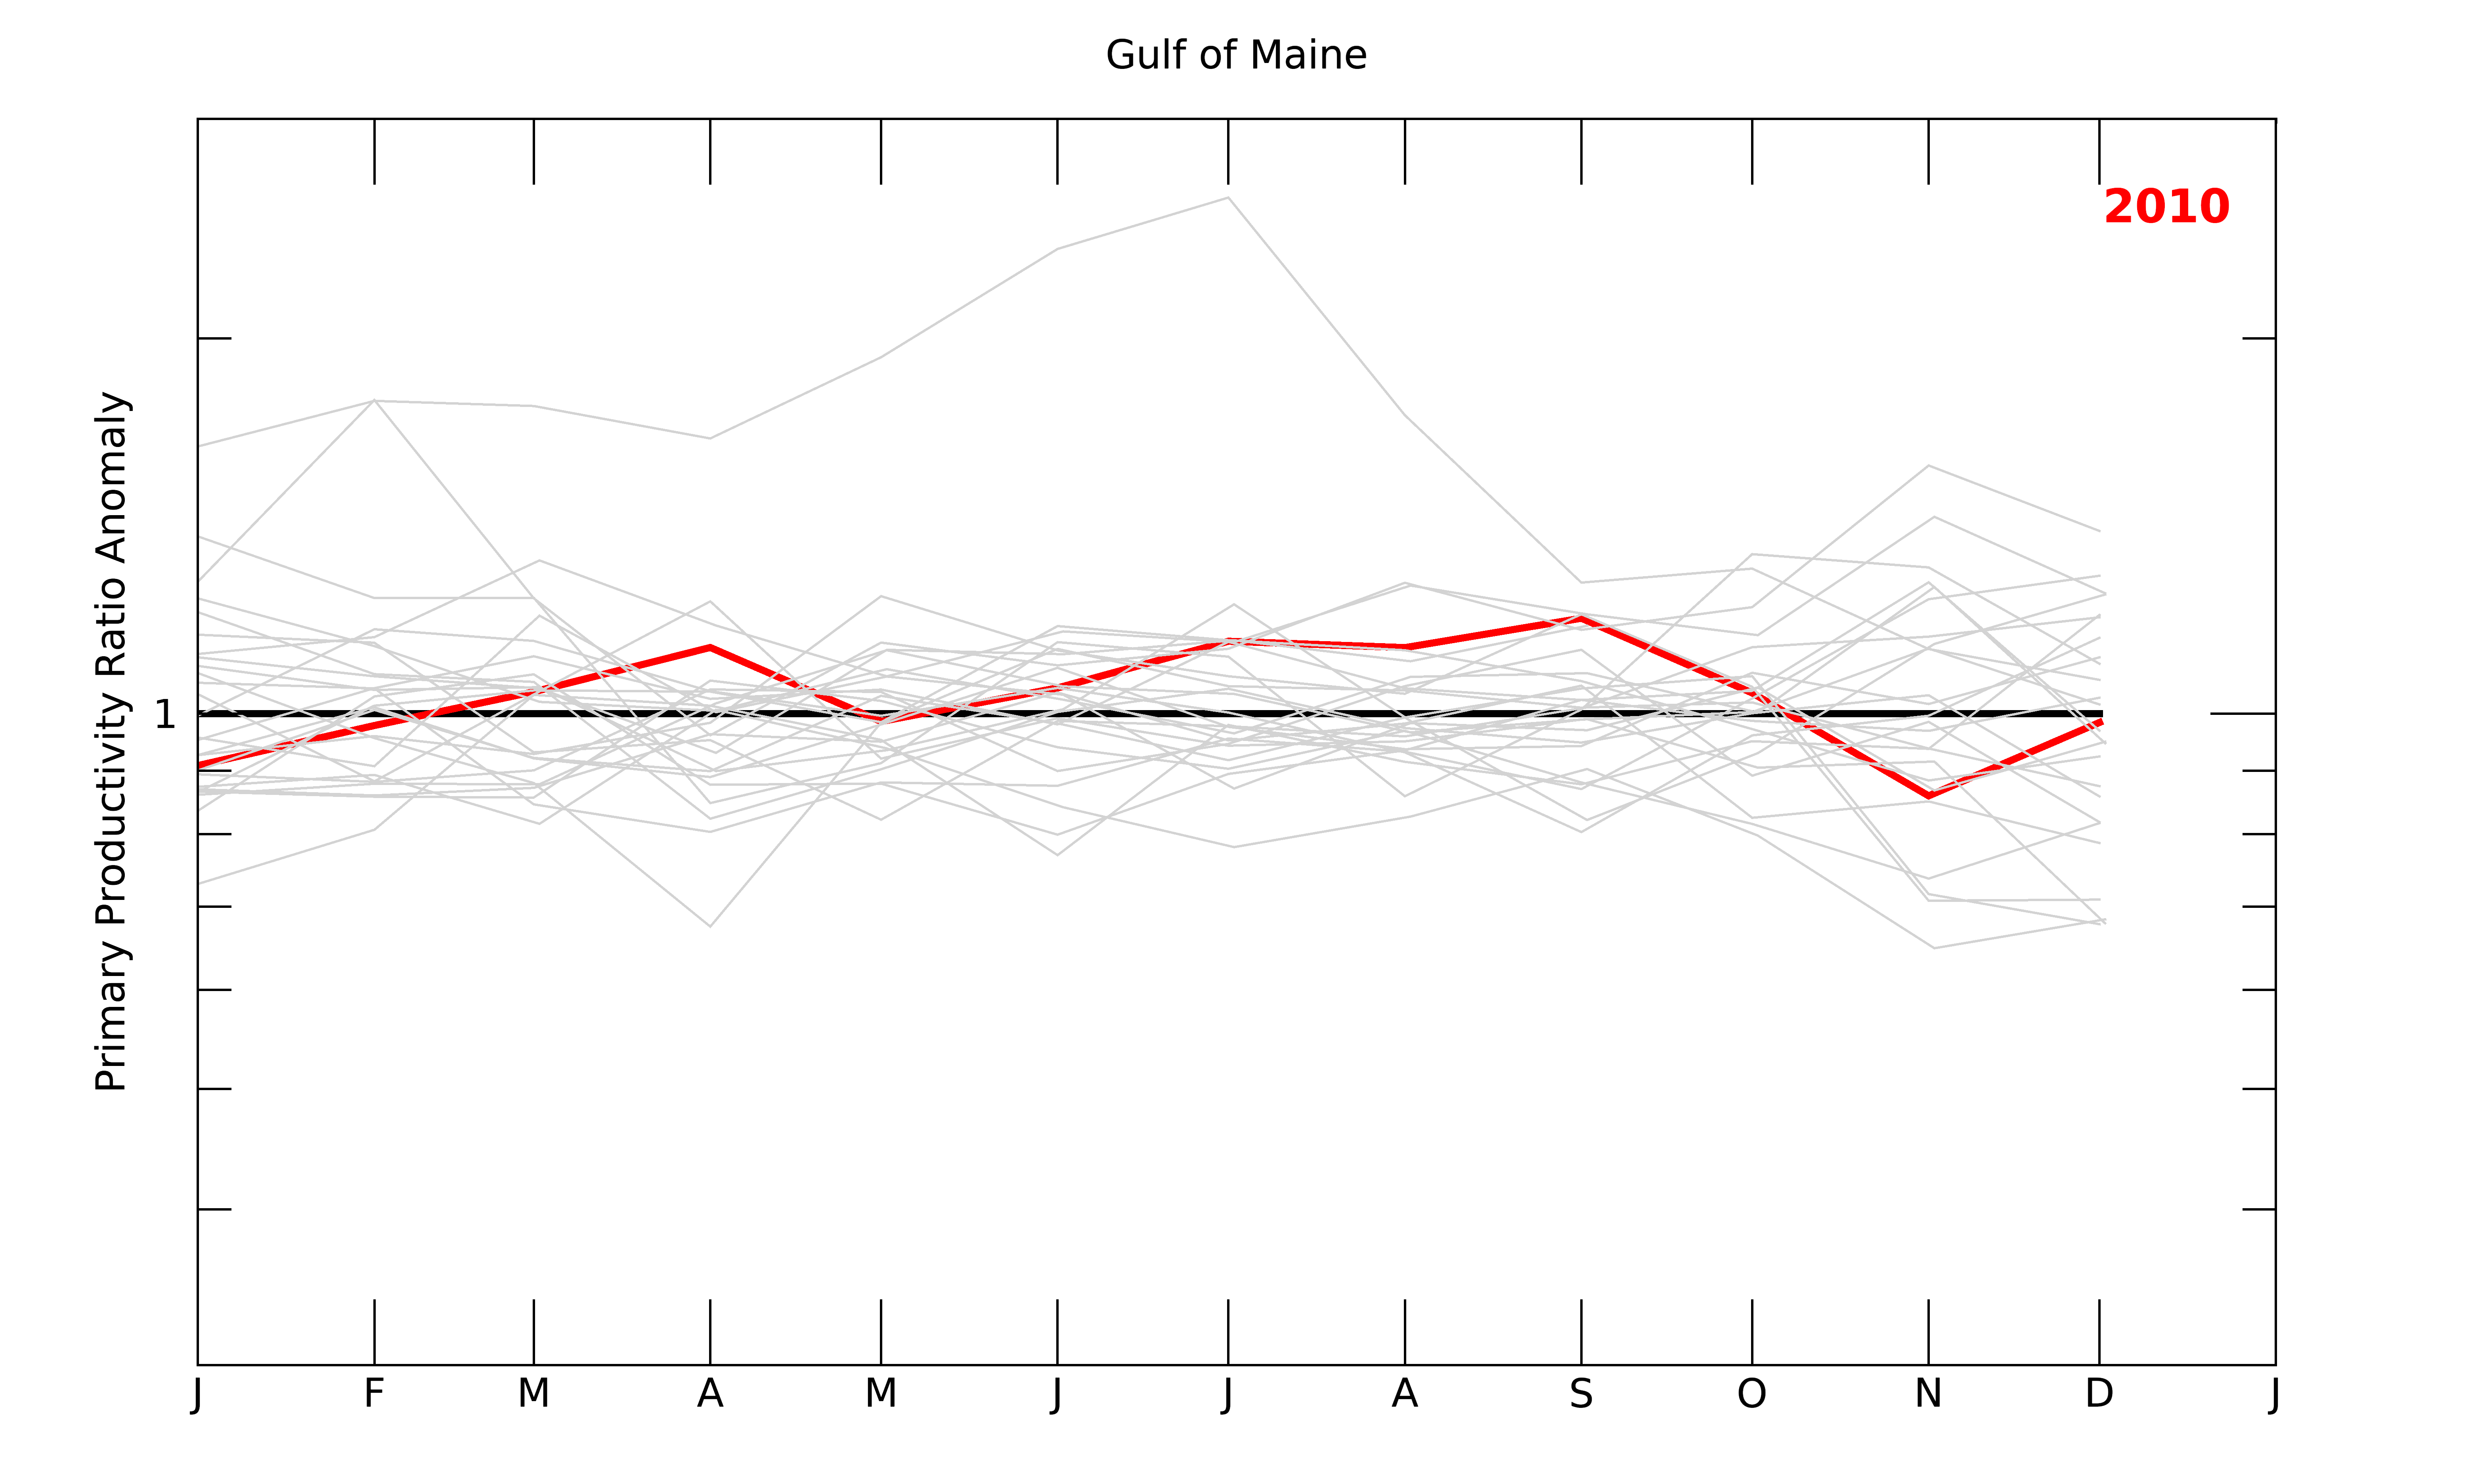 Gulf of Maine
2010
Primary Productivity Ratio Anomaly
1
J F M A M J J A S O N D J